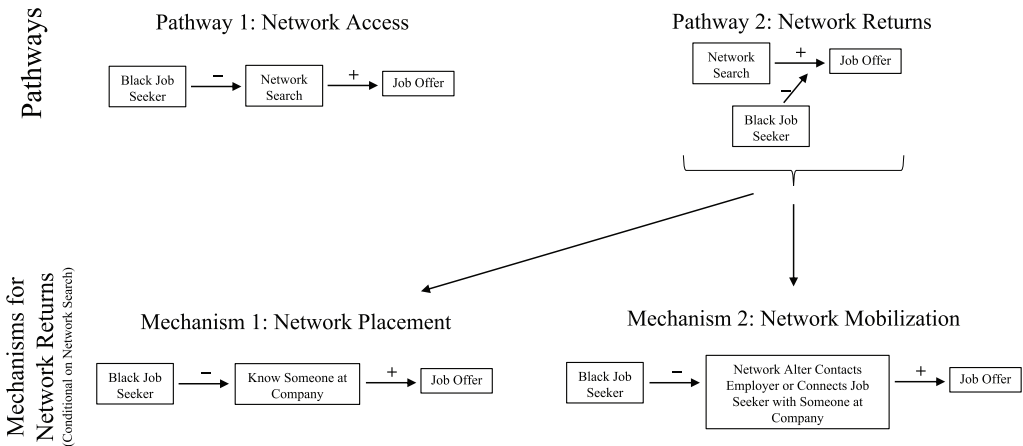 Pathways
Pathway 1: Network Access
Black Job
Seeker
−
Network
Search
+
Job Offer
Pathway 2: Network Returns
Network
Search
+
Job Offer
−
Black Job
Seeker
Mechanisms for
Network Returns
(Conditional on Network Search)
Mechanism 1: Network Placement
Black Job
Seeker
−
Know Someone at
Company
+
Job Offer
Mechanism 2: Network Mobilization
Black Job
Seeker
−
Network Alter Contacts
Employer or Connects Job
Seeker with Someone at
Company
+
Job Offer